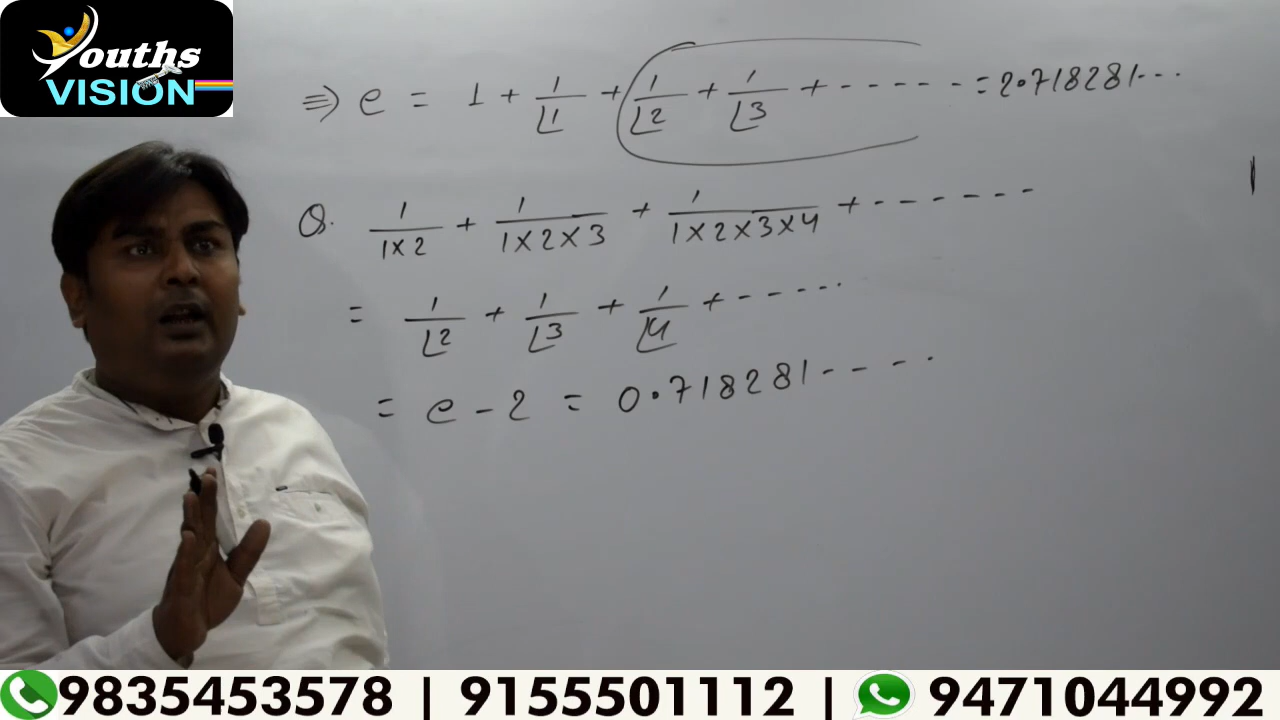 Youths
VISION
⇒ e = 1 + 1/∟1 + 1/∟2 + 1/∟3 + ------ = 2.718281...
Q. 1/1×2 + 1/1×2×3 + 1/1×2×3×4 + -------
= 1/∟2 + 1/∟3 + 1/∟4 + -----
= e - 2 = 0.718281----
9835453578 | 9155501112 | 9471044992